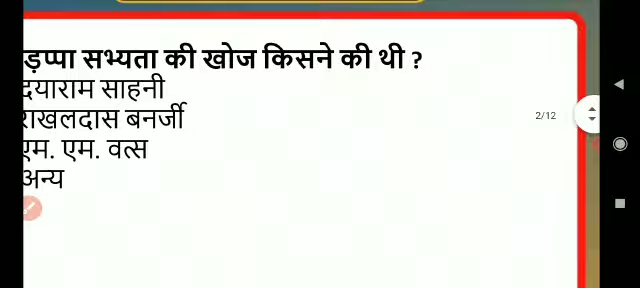 ड़प्पा सभ्यता की खोज किसने की थी ?
दयाराम साहनी
राखलदास बनर्जी
2/12
एम. एम. वत्स
अन्य